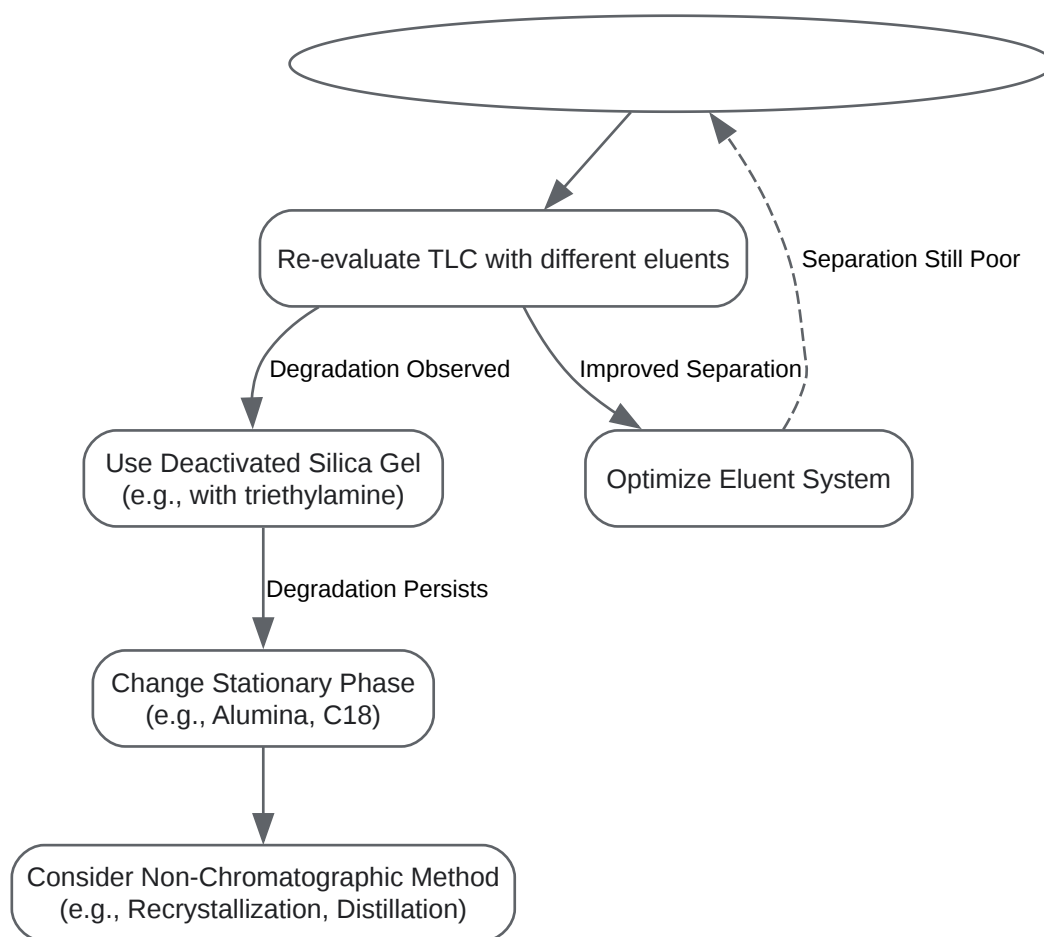 Re-evaluate TLC with different eluents
Separation Still Poor
Degradation Observed
Improved Separation
Use Deactivated Silica Gel
(e.g., with triethylamine)
Optimize Eluent System
Degradation Persists
Change Stationary Phase
(e.g., Alumina, C18)
Consider Non-Chromatographic Method
(e.g., Recrystallization, Distillation)